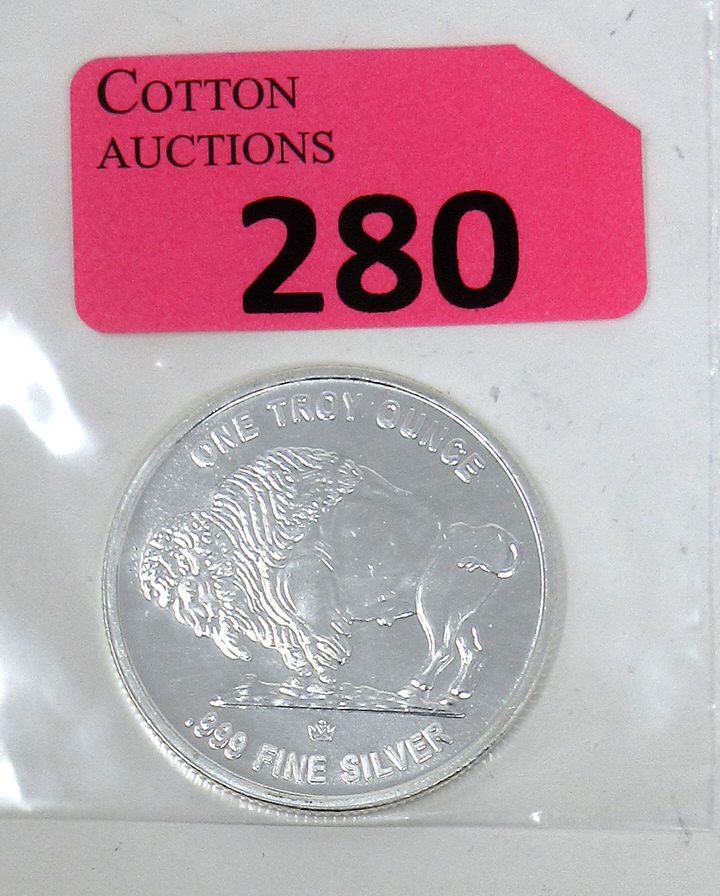 COTTON
AUCTIONS
280
ONE TROY OUNCE
.999 FINE SILVER